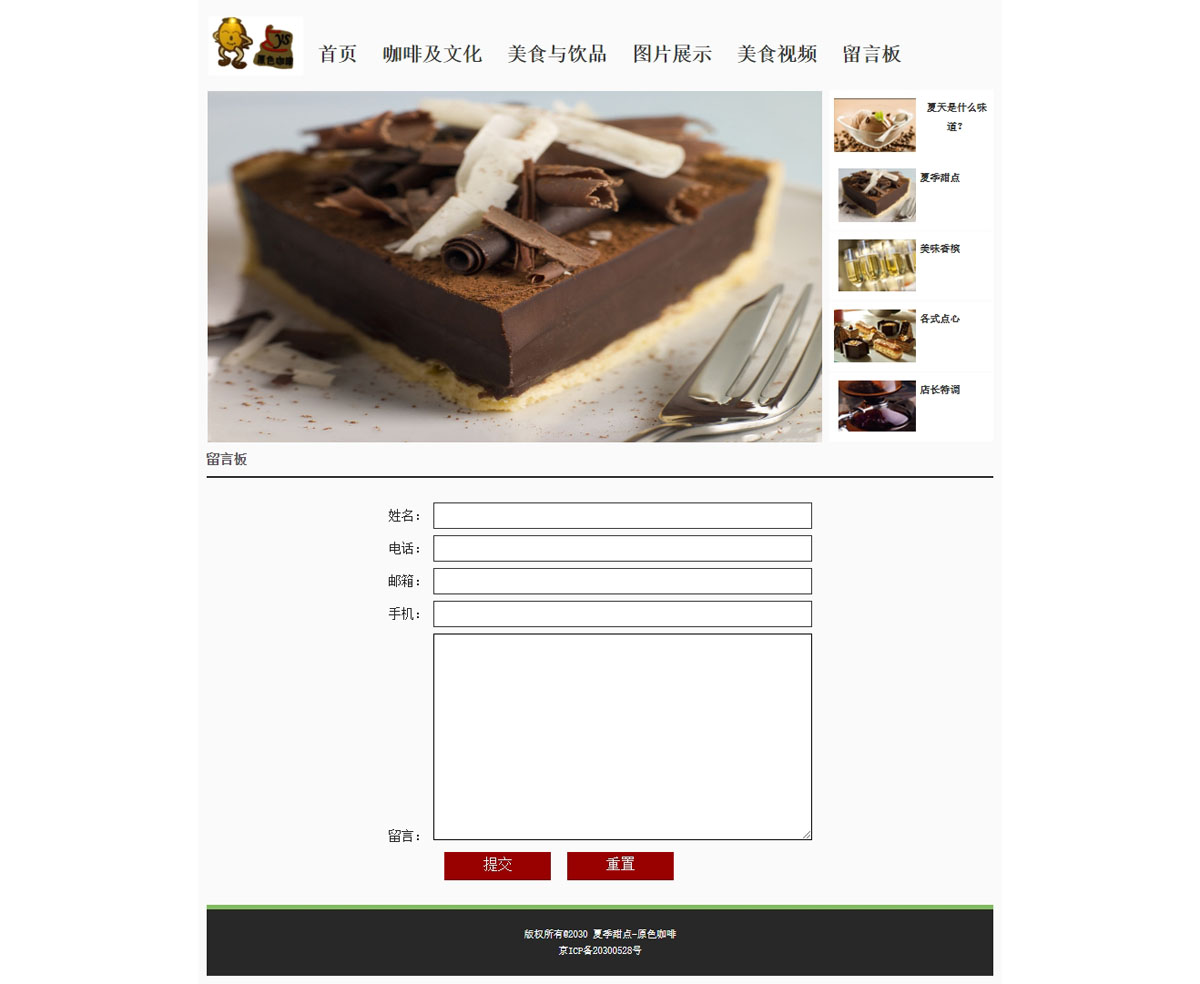 原色咖啡
首页 咖啡及文化 美食与饮品 图片展示 美食视频 留言板
夏天是什么味
道?
夏季甜点
美味香槟
各式点心
店长特调
留言板
姓名：
电话：
邮箱：
手机：
留言：
提交 重置
版权所有@2030 夏季甜点-原色咖啡
京ICP备20300528号